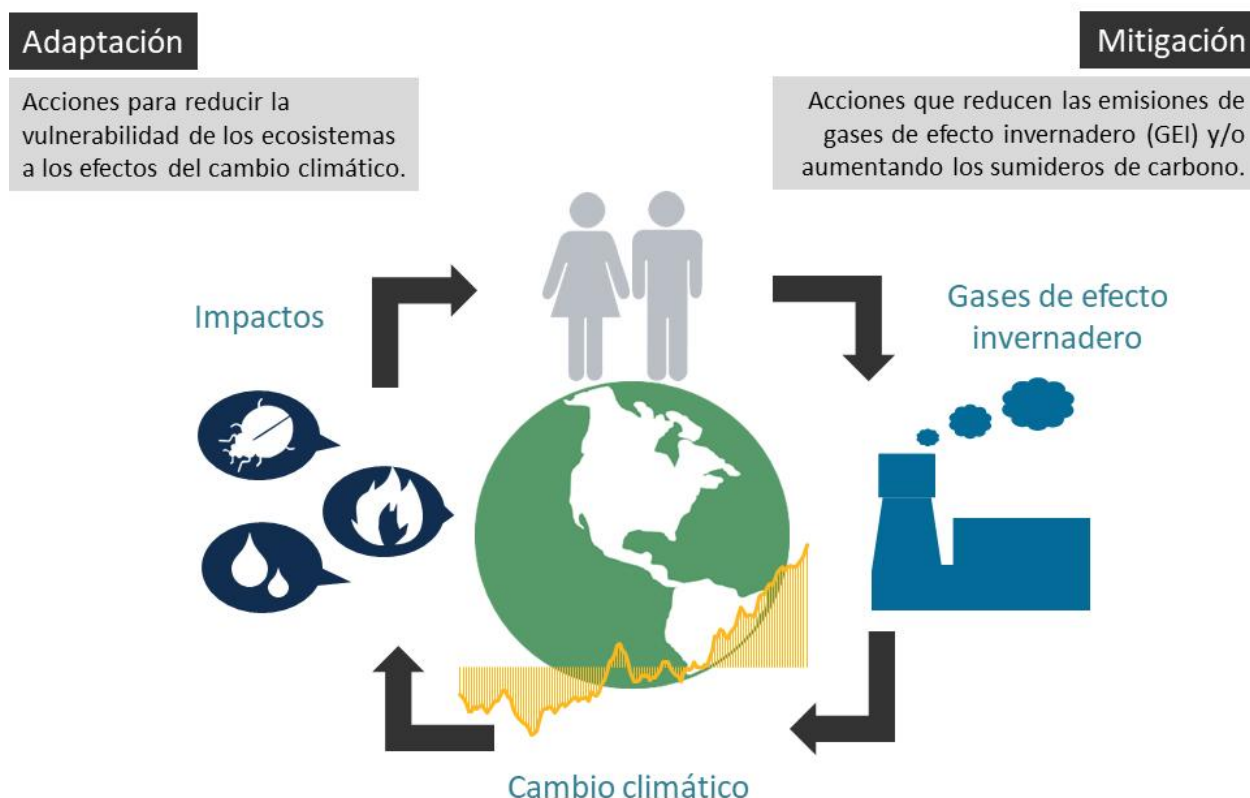 Adaptación
Acciones para reducir la
vulnerabilidad de los ecosistemas
a los efectos del cambio climático.
Mitigación
Acciones que reducen las emisiones de
gases de efecto invernadero (GEI) y/o
aumentando los sumideros de carbono.
Impactos
Gases de efecto
invernadero
Cambio climático